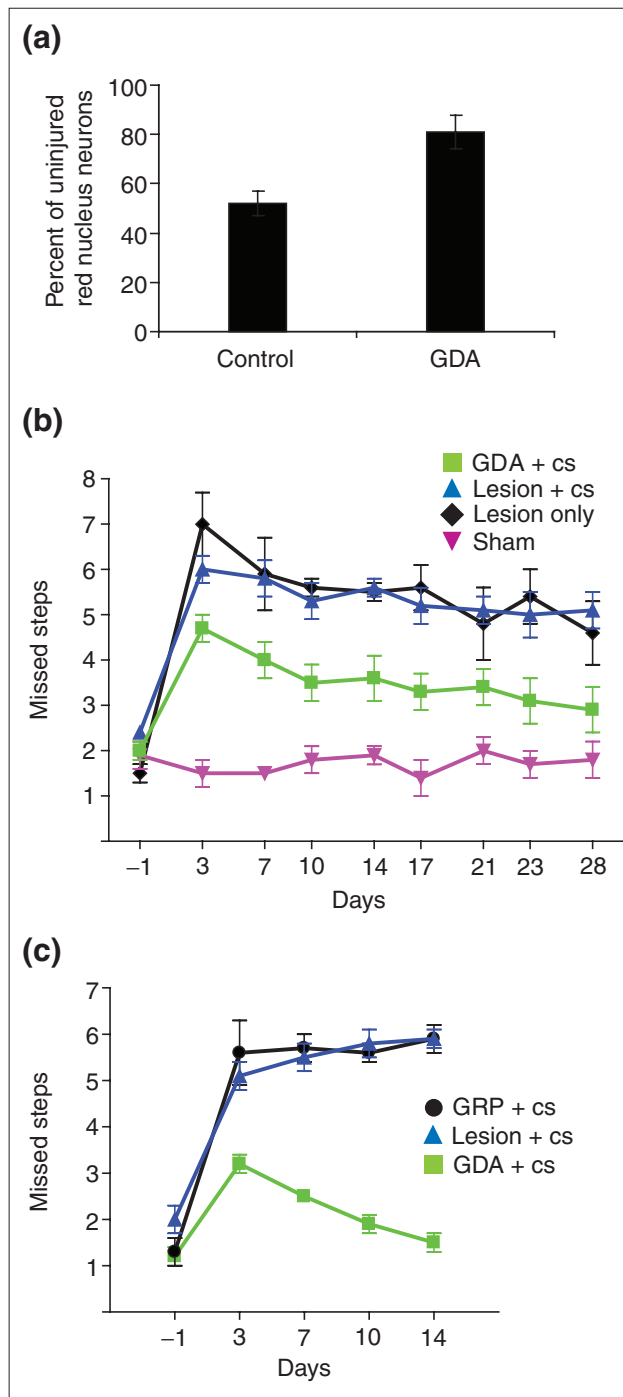 (a)
Percent of uninjured
red nucleus neurons
100
80
60
40
20
0
Control
GDA
(b)
GDA + cs
Lesion + cs
Lesion only
Sham
Missed steps
8
7
6
5
4
3
2
1
–1
3
7
10
14
17
21
23
28
Days
(c)
Missed steps
7
6
5
4
3
2
1
GRP + cs
Lesion + cs
GDA + cs
–1
3
7
10
14
Days